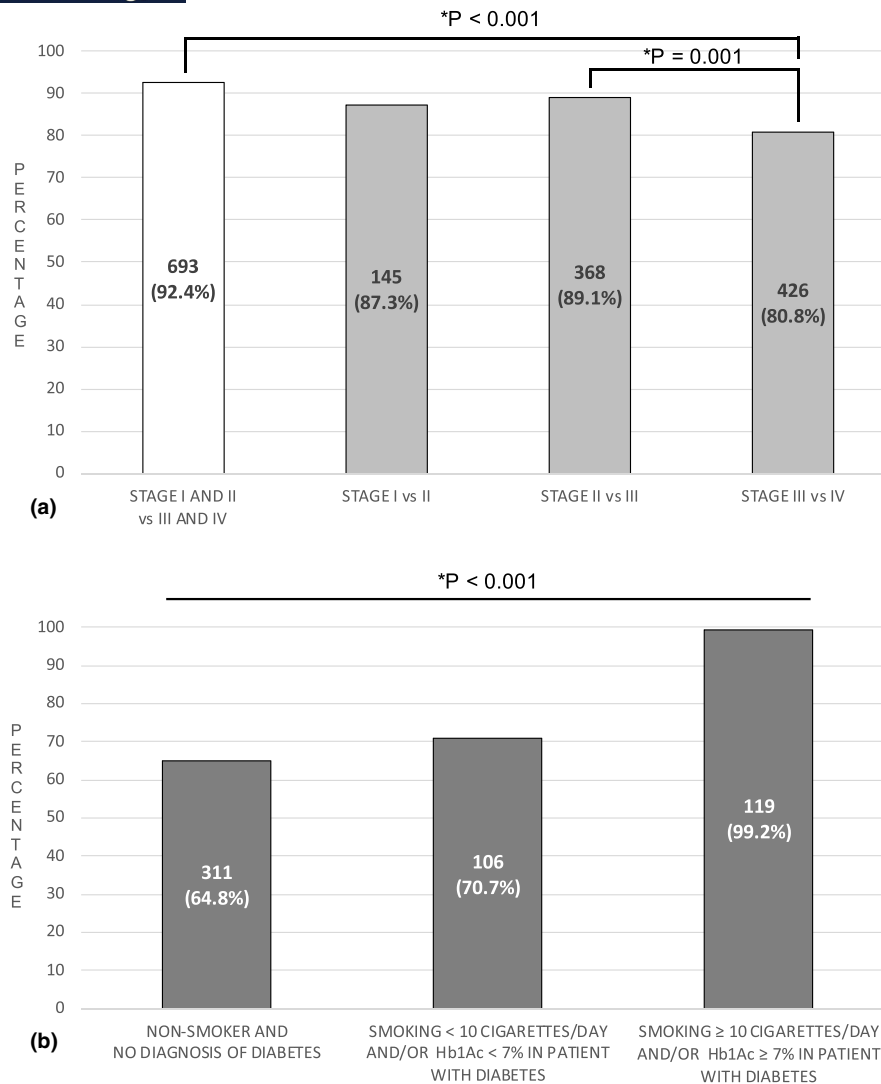 *P < 0.001
*P = 0.001
100
90
80
70
60
50
40
30
20
10
0
PERCENTAGE
693
(92.4%)
145
(87.3%)
368
(89.1%)
426
(80.8%)
STAGE I AND II
vs III AND IV
STAGE I vs II
STAGE II vs III
STAGE III vs IV
(a)
*P < 0.001
100
90
80
70
60
50
40
30
20
10
0
PERCENTAGE
311
(64.8%)
106
(70.7%)
119
(99.2%)
NON-SMOKER AND
NO DIAGNOSIS OF DIABETES
SMOKING < 10 CIGARETTES/DAY
AND/OR Hb1Ac < 7% IN PATIENT
WITH DIABETES
SMOKING ≥ 10 CIGARETTES/DAY
AND/OR Hb1Ac ≥ 7% IN PATIENT
WITH DIABETES
(b)